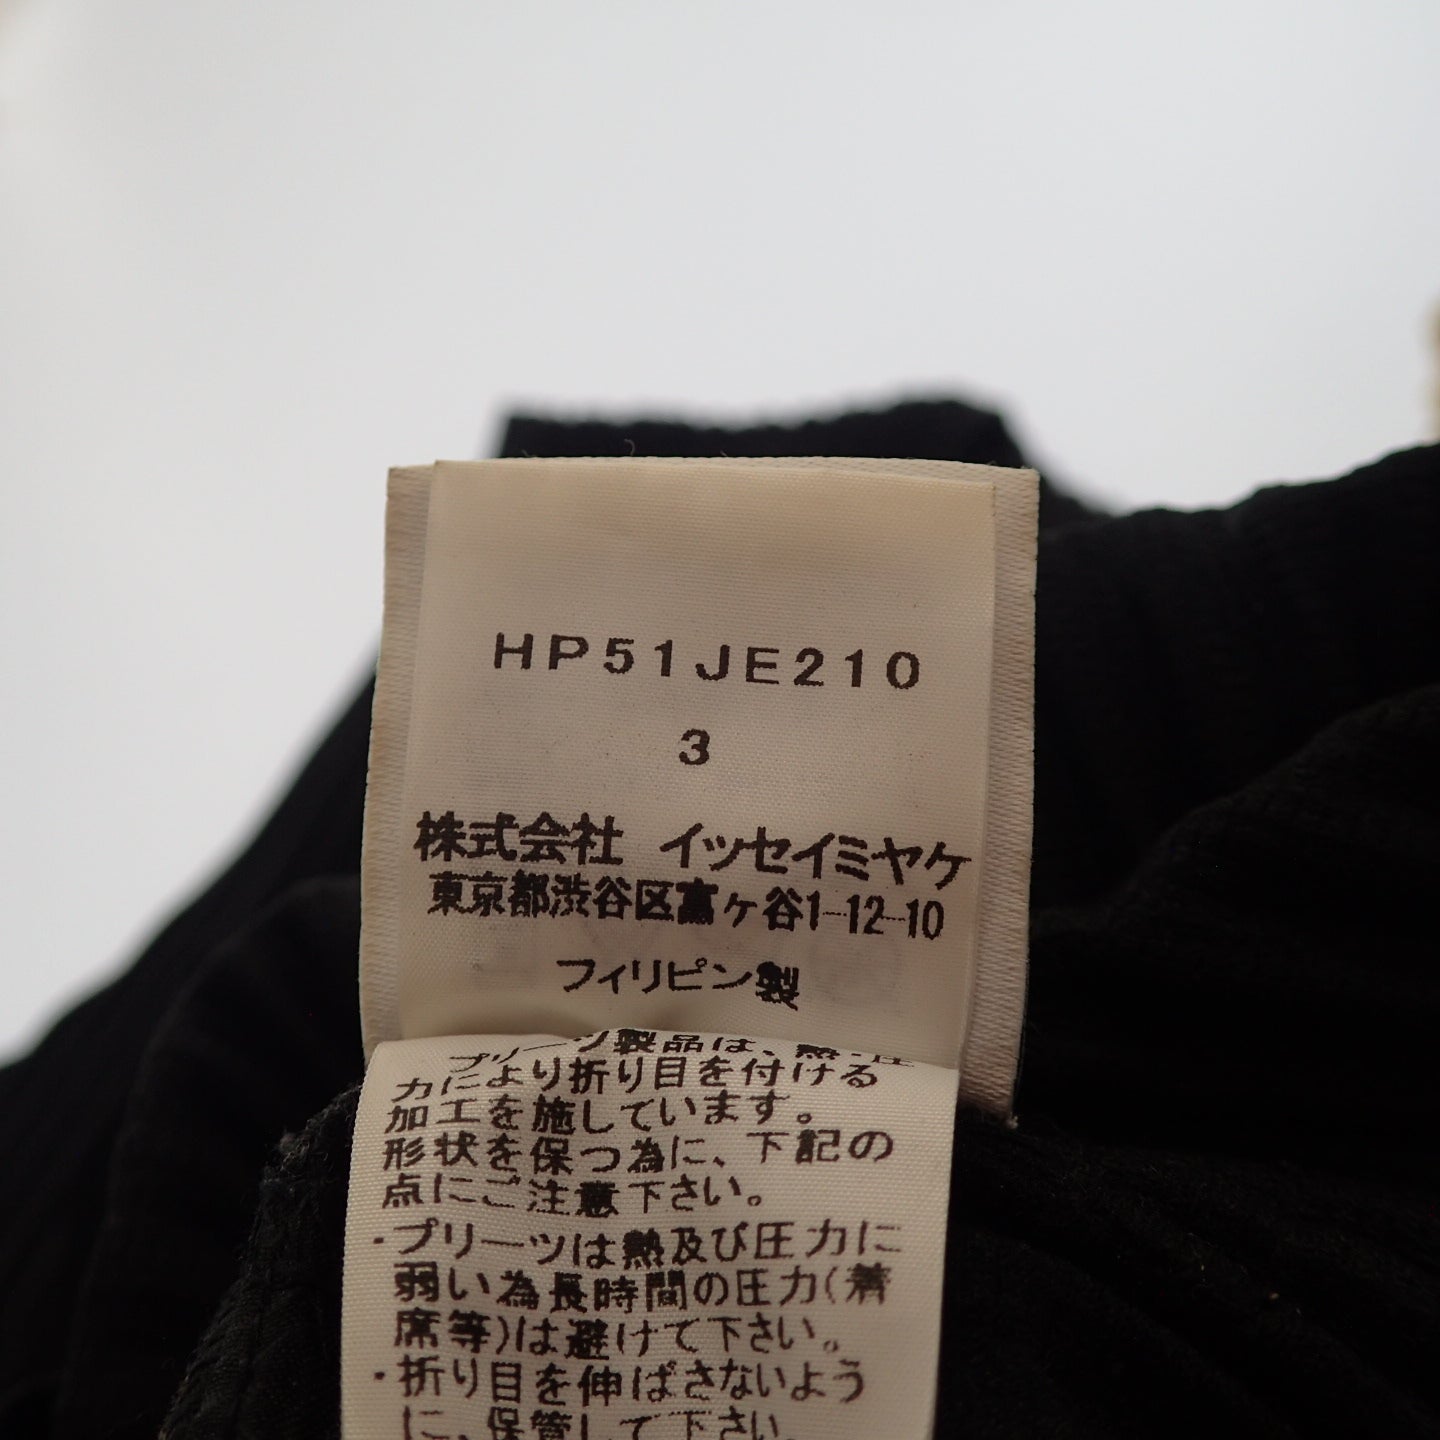 HP51JE210
3
株式会社 イッセイミヤケ
東京都渋谷区富ヶ谷1-12-10
フィリピン製
プリーツ製品は、熱・圧
力により折り目を付ける
加工を施しています。
形状を保つ為に、下記の
点にご注意下さい。
・プリーツは熱及び圧力に
弱い為長時間の圧力(着
席等)は避けて下さい。
・折り目を伸ばさないよう
に、保管して下さい。